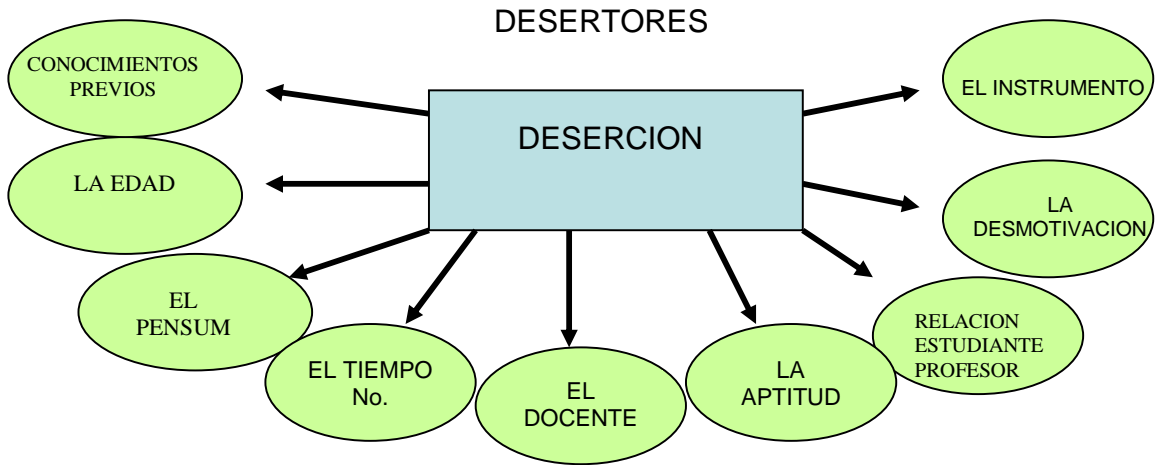 DESERTORES
DESERCION
CONOCIMIENTOS
PREVIOS
LA EDAD
EL
PENSUM
EL TIEMPO
No.
EL
DOCENTE
LA
APTITUD
RELACION
ESTUDIANTE
PROFESOR
LA
DESMOTIVACION
EL INSTRUMENTO